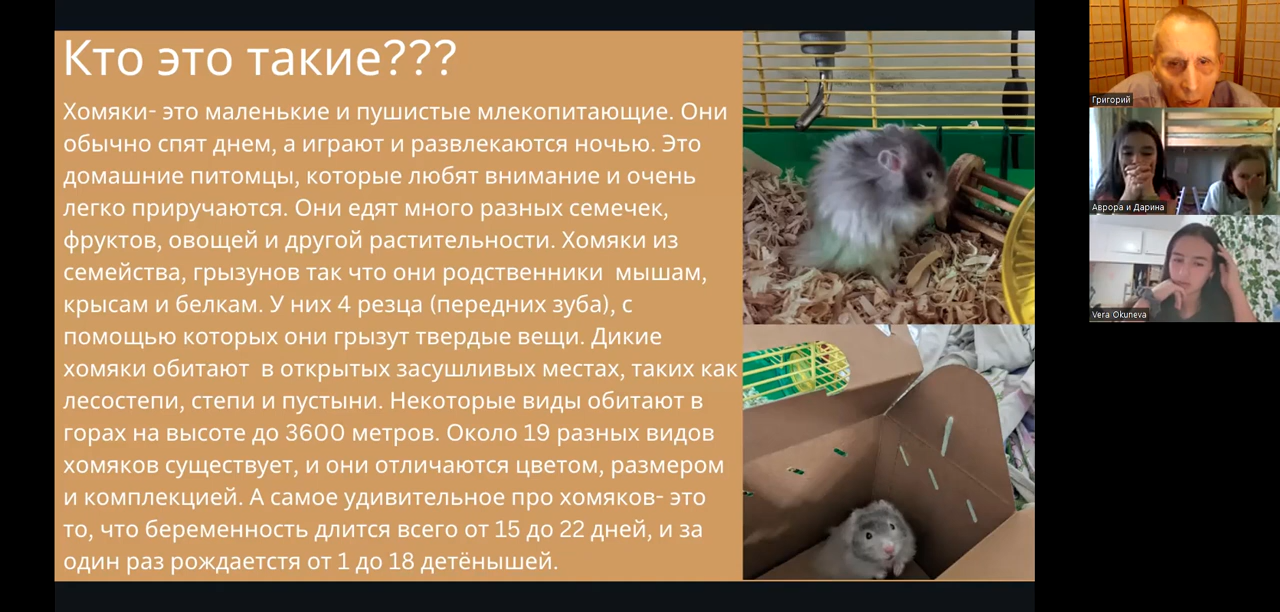 Кто это такие???
Хомяки- это маленькие и пушистые млекопитающие. Они
обычно спят днем, а играют и развлекаются ночью. Это
домашние питомцы, которые любят внимание и очень
легко приручаются. Они едят много разных семечек,
фруктов, овощей и другой растительности. Хомяки из
семейства, грызунов так что они родственники мышам,
крысам и белкам. У них 4 резца (передних зуба), с
помощью которых они грызут твердые вещи. Дикие
хомяки обитают в открытых засушливых местах, таких как
лесостепи, степи и пустыни. Некоторые виды обитают в
горах на высоте до 3600 метров. Около 19 разных видов
хомяков существует, и они отличаются цветом, размером
и комплекцией. А самое удивительное про хомяков- это
то, что беременность длится всего от 15 до 22 дней, и за
один раз рождаетстя от 1 до 18 детёнышей.
Григорий
Аврора и Дарина
Vera Okuneva